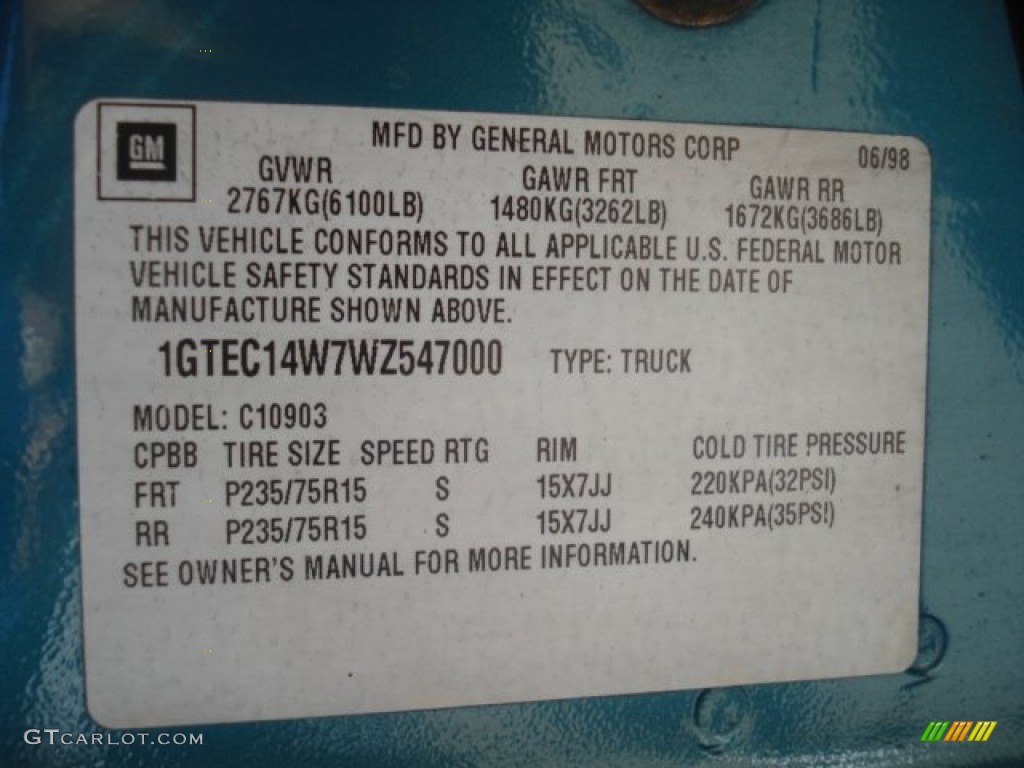 GM
MFD BY GENERAL MOTORS CORP 06/98
GVWR GAWR FRT GAWR RR
2767KG(6100LB) 1480KG(3262LB) 1672KG(3686LB)
THIS VEHICLE CONFORMS TO ALL APPLICABLE U.S. FEDERAL MOTOR
VEHICLE SAFETY STANDARDS IN EFFECT ON THE DATE OF
MANUFACTURE SHOWN ABOVE.
1GTEC14W7WZ547000 TYPE: TRUCK
MODEL: C10903
CPBB TIRE SIZE SPEED RTG RIM COLD TIRE PRESSURE
FRT P235/75R15 S 15X7JJ 220KPA(32PSI)
RR P235/75R15 S 15X7JJ 240KPA(35PSI)
SEE OWNER'S MANUAL FOR MORE INFORMATION.
GTCARLOT.COM